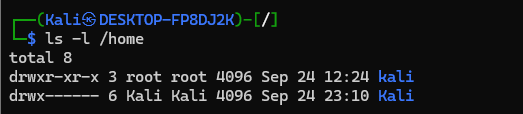 ┌──(Kali㉿DESKTOP-FP8DJ2K)-[/]
└─$ ls -l /home
total 8
drwxr-xr-x 3 root root 4096 Sep 24 12:24 kali
drwx------ 6 Kali Kali 4096 Sep 24 23:10 Kali